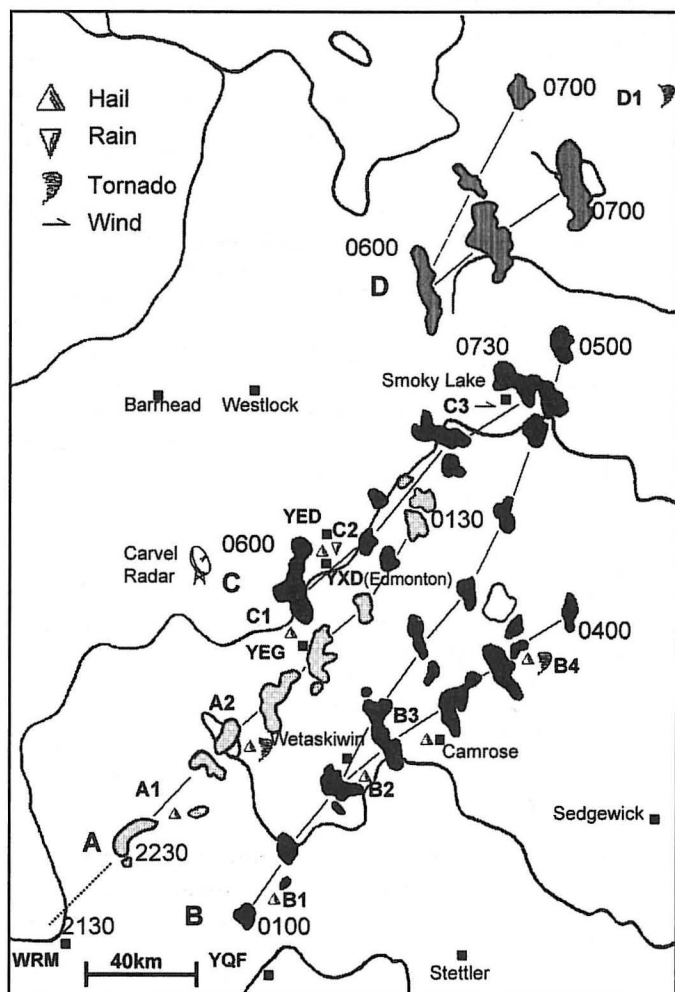 Hail
Rain
Tornado
Wind
0700
D1
0700
0600
D
0730
0500
Smoky Lake
C3
Barrhead
Westlock
YED
C2
0130
0600
Carvel
Radar
C
YXD (Edmonton)
C1
YEG
0400
A2
B4
B3
Wetaskiwin
Camrose
A1
B2
Sedgewick
A
2230
B1
B
0100
2130
WRM
40km
YQF
Stettler